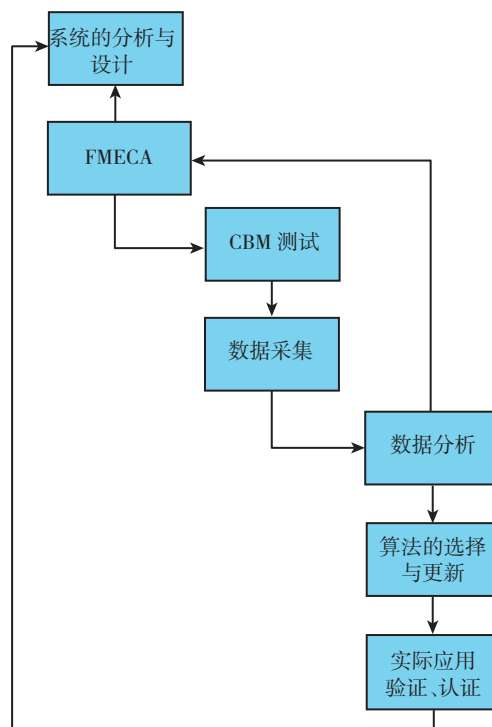 系统的分析与
设计
FMECA
CBM 测试
数据采集
数据分析
算法的选择
与更新
实际应用
验证、认证